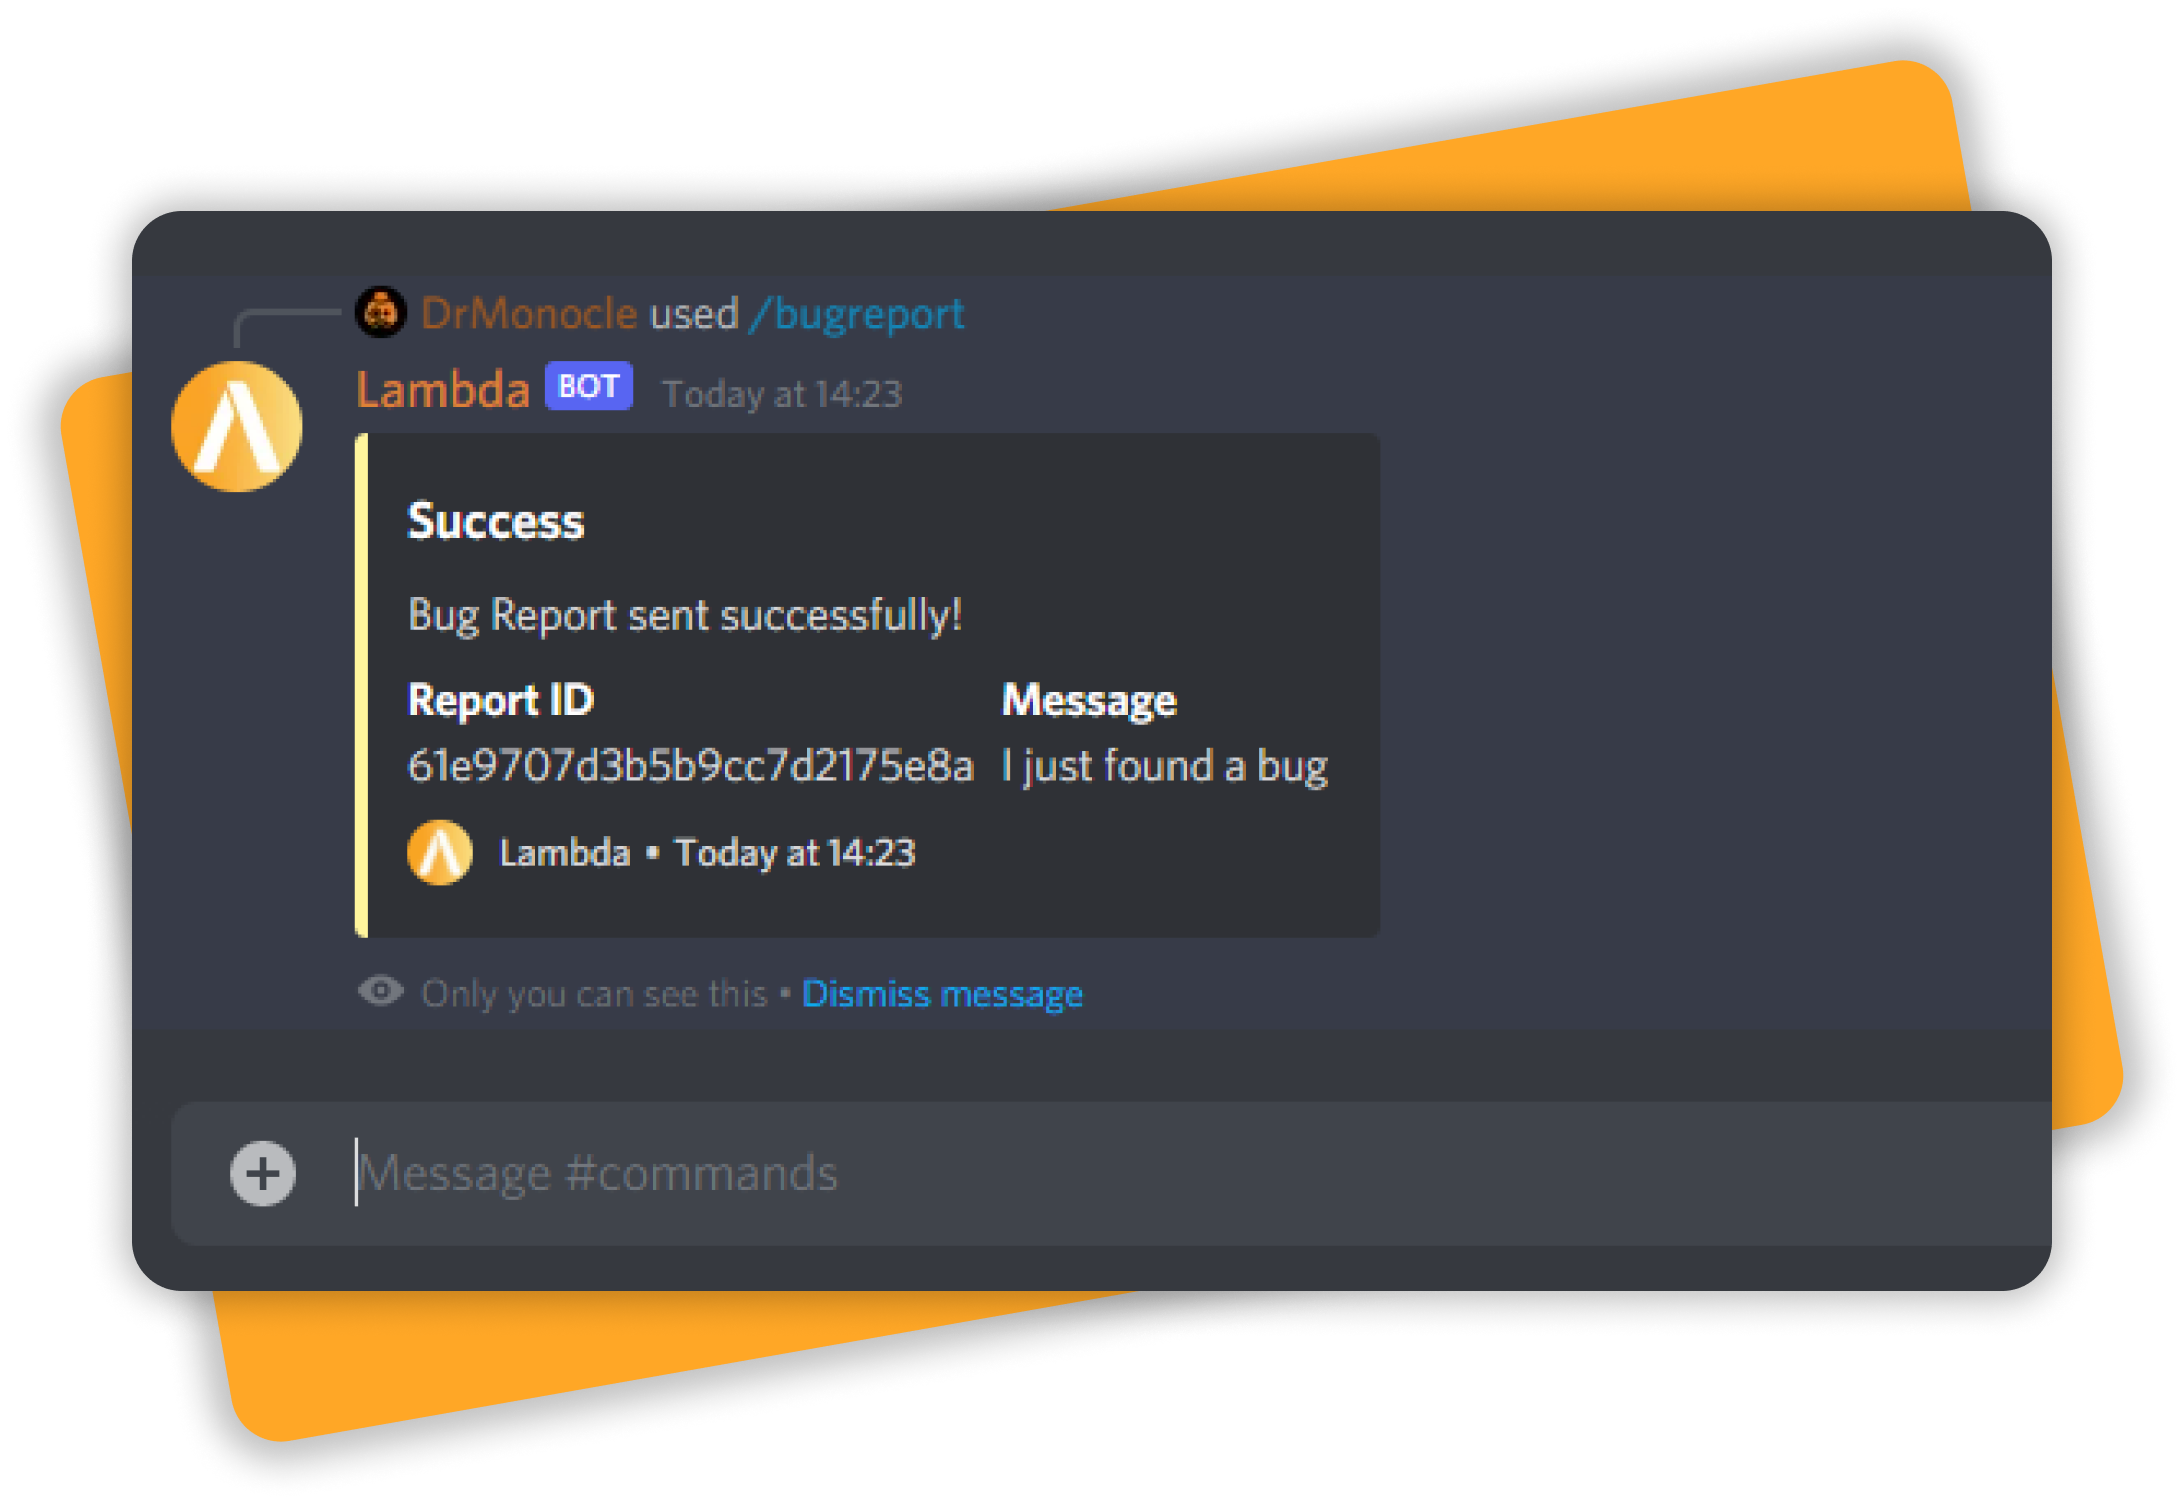 DrMonocle used /bugreport
Lambda BOT Today at 14:23
Success
Bug Report sent successfully!
Report ID Message
61e9707d3b5b9cc7d2175e8a I just found a bug
Lambda • Today at 14:23
Only you can see this • Dismiss message
Message #commands